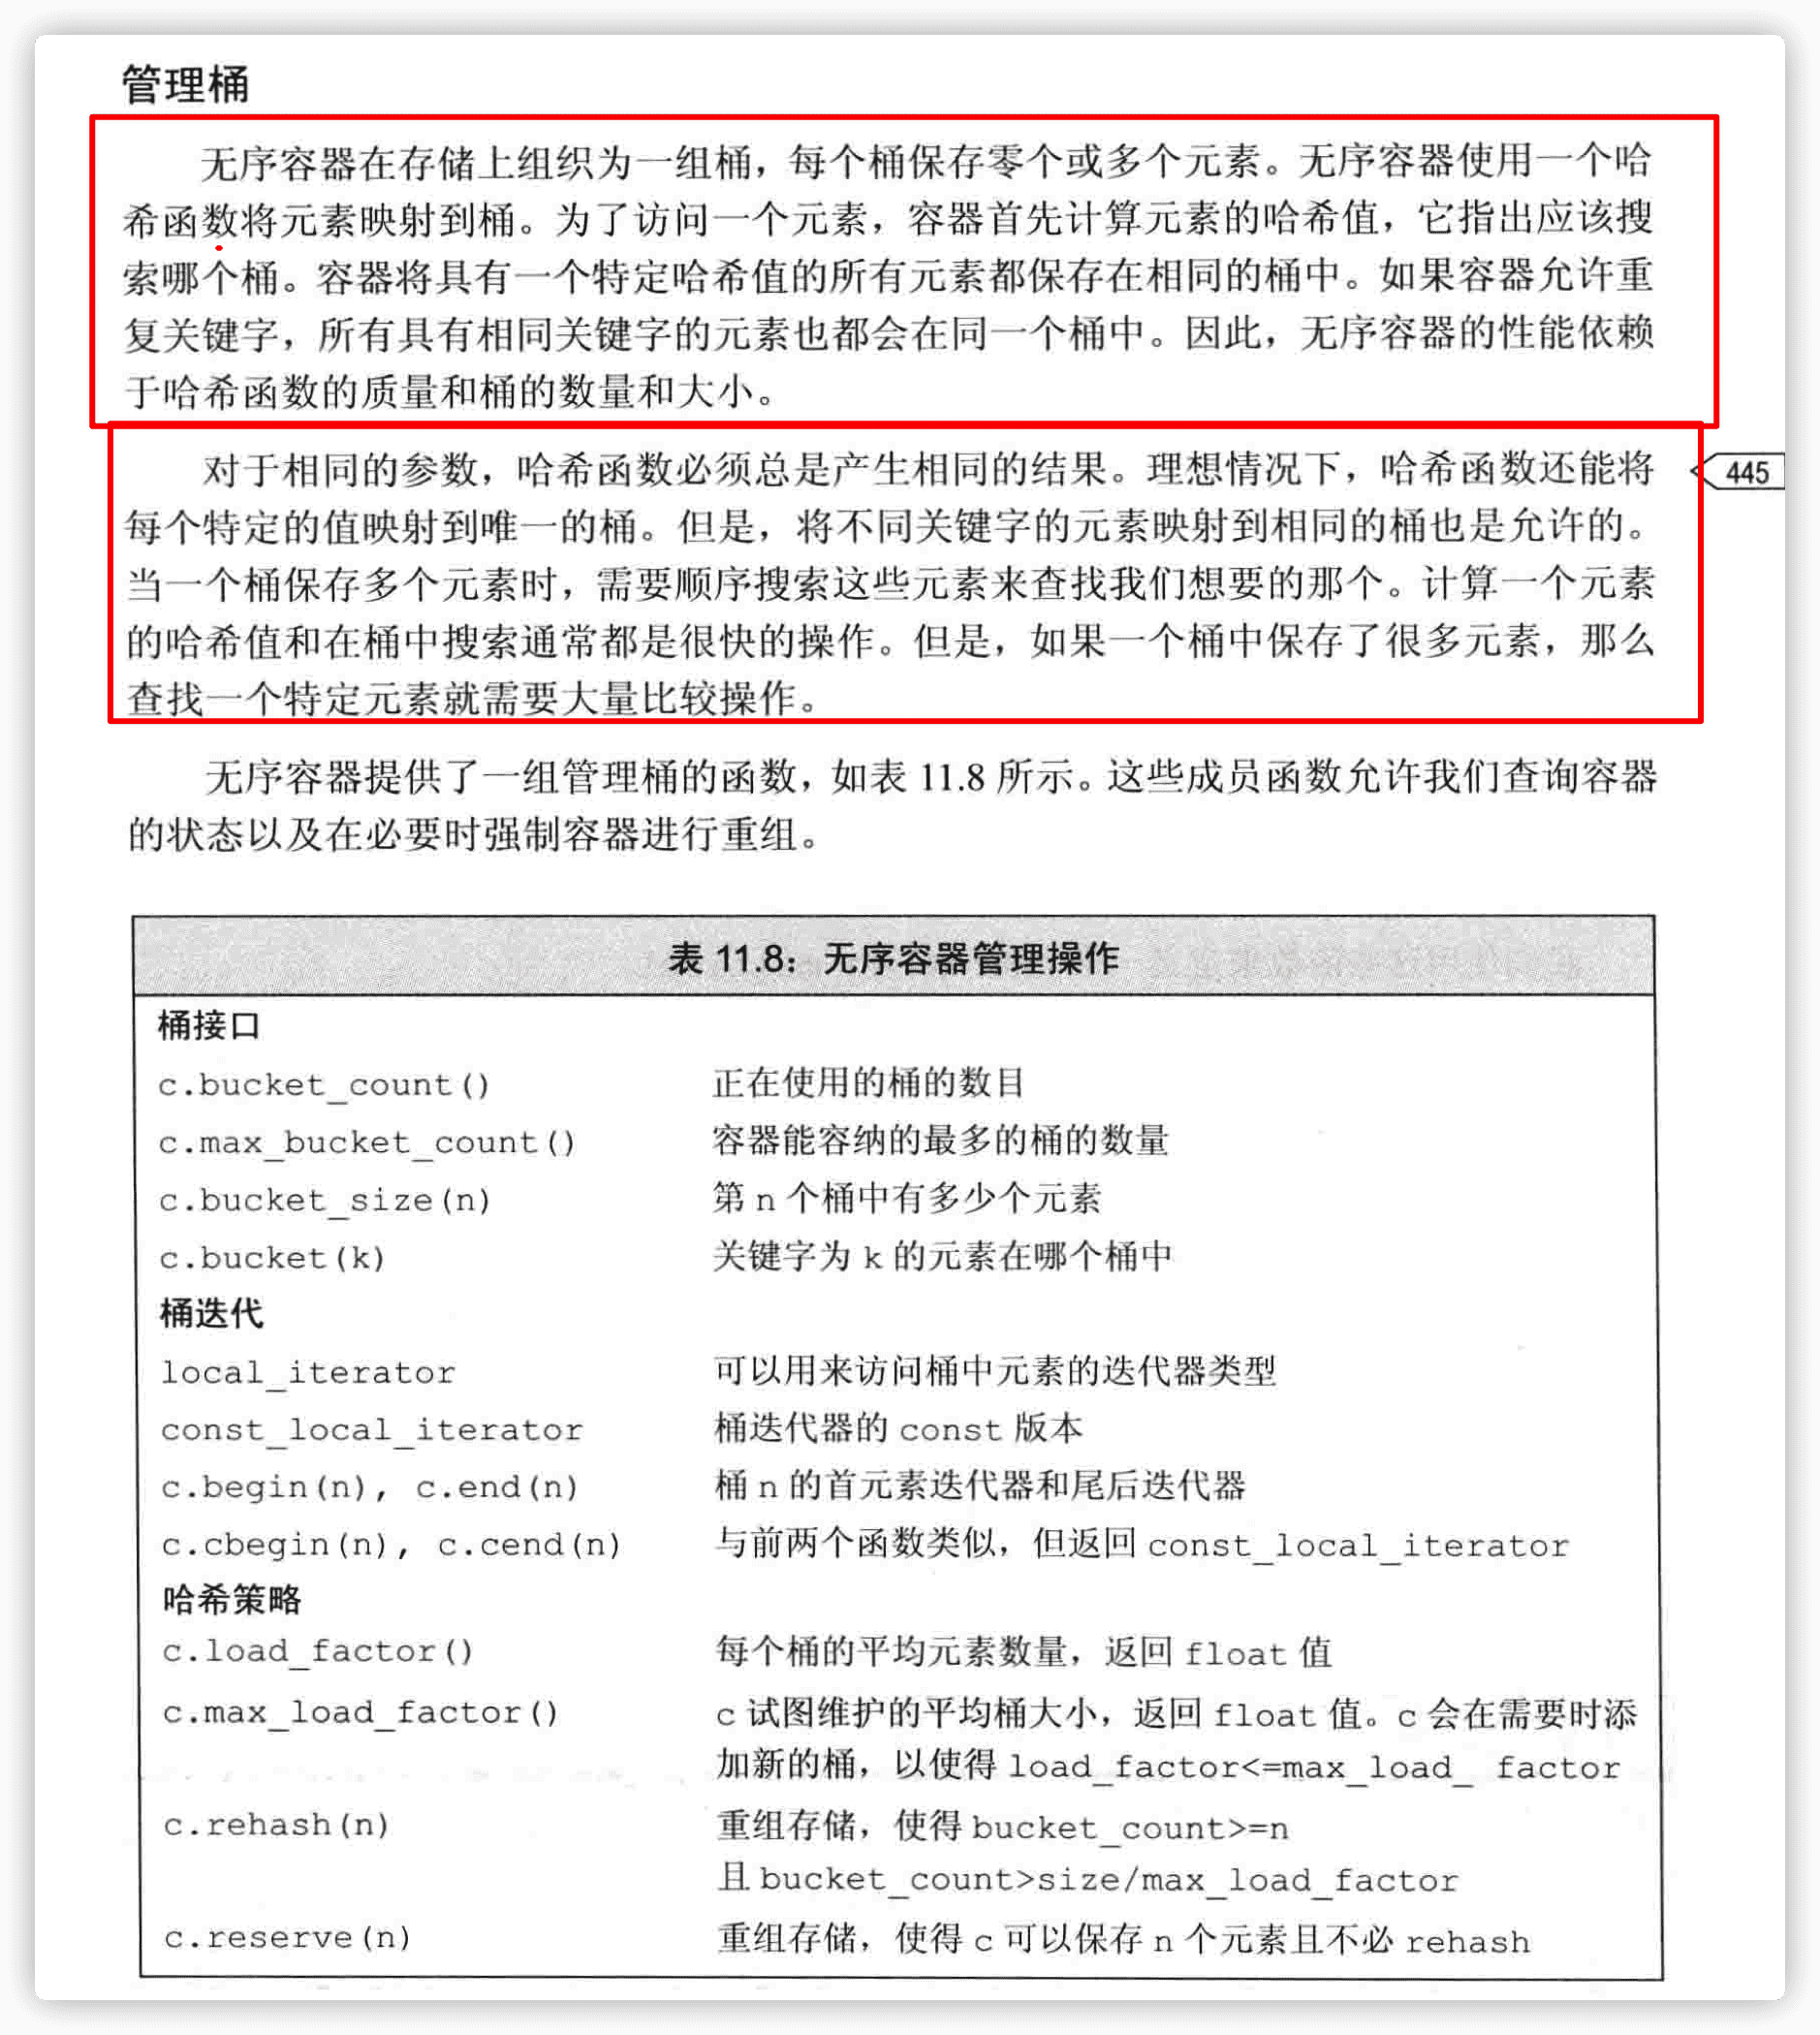 管理桶
无序容器在存储上组织为一组桶，每个桶保存零个或多个元素。无序容器使用一个哈
希函数将元素映射到桶。为了访问一个元素，容器首先计算元素的哈希值，它指出应该搜
索哪个桶。容器将具有一个特定哈希值的所有元素都保存在相同的桶中。如果容器允许重
复关键字，所有具有相同关键字的元素也都会在同一个桶中。因此，无序容器的性能依赖
于哈希函数的质量和桶的数量和大小。
对于相同的参数，哈希函数必须总是产生相同的结果。理想情况下，哈希函数还能将
445
每个特定的值映射到唯一的桶。但是，将不同关键字的元素映射到相同的桶也是允许的。
当一个桶保存多个元素时，需要顺序搜索这些元素来查找我们想要的那个。计算一个元素
的哈希值和在桶中搜索通常都是很快的操作。但是，如果一个桶中保存了很多元素，那么
查找一个特定元素就需要大量比较操作。
无序容器提供了一组管理桶的函数，如表 11.8 所示。这些成员函数允许我们查询容器
的状态以及在必要时强制容器进行重组。
表 11.8：无序容器管理操作
桶接口
c.bucket_count() 正在使用的桶的数目
c.max_bucket_count() 容器能容纳的最多的桶的数量
c.bucket_size(n) 第 n 个桶中有多少个元素
c.bucket(k) 关键字为 k 的元素在哪个桶中
桶迭代
local_iterator 可以用来访问桶中元素的迭代器类型
const_local_iterator 桶迭代器的 const 版本
c.begin(n), c.end(n) 桶 n 的首元素迭代器和尾后迭代器
c.cbegin(n), c.cend(n) 与前两个函数类似，但返回 const_local_iterator
哈希策略
c.load_factor() 每个桶的平均元素数量，返回 float 值
c.max_load_factor() c 试图维护的平均桶大小，返回 float 值。c 会在需要时添
加新的桶，以使得 load_factor<=max_load_ factor
c.rehash(n) 重组存储，使得 bucket_count>=n
且 bucket_count>size/max_load_factor
c.reserve(n) 重组存储，使得 c 可以保存 n 个元素且不必 rehash